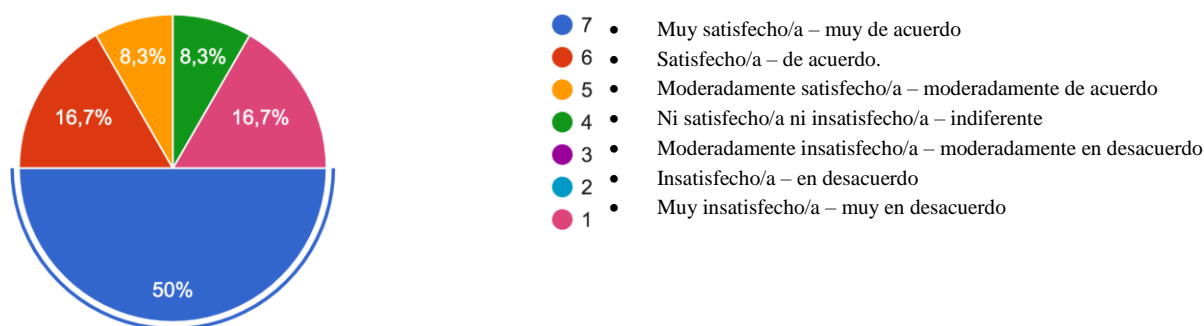 8,3% 8,3%
16,7% 16,7%
50%
7 • Muy satisfecho/a – muy de acuerdo
6 • Satisfecho/a – de acuerdo.
5 • Moderadamente satisfecho/a – moderadamente de acuerdo
4 • Ni satisfecho/a ni insatisfecho/a – indiferente
3 • Moderadamente insatisfecho/a – moderadamente en desacuerdo
2 • Insatisfecho/a – en desacuerdo
1 • Muy insatisfecho/a – muy en desacuerdo